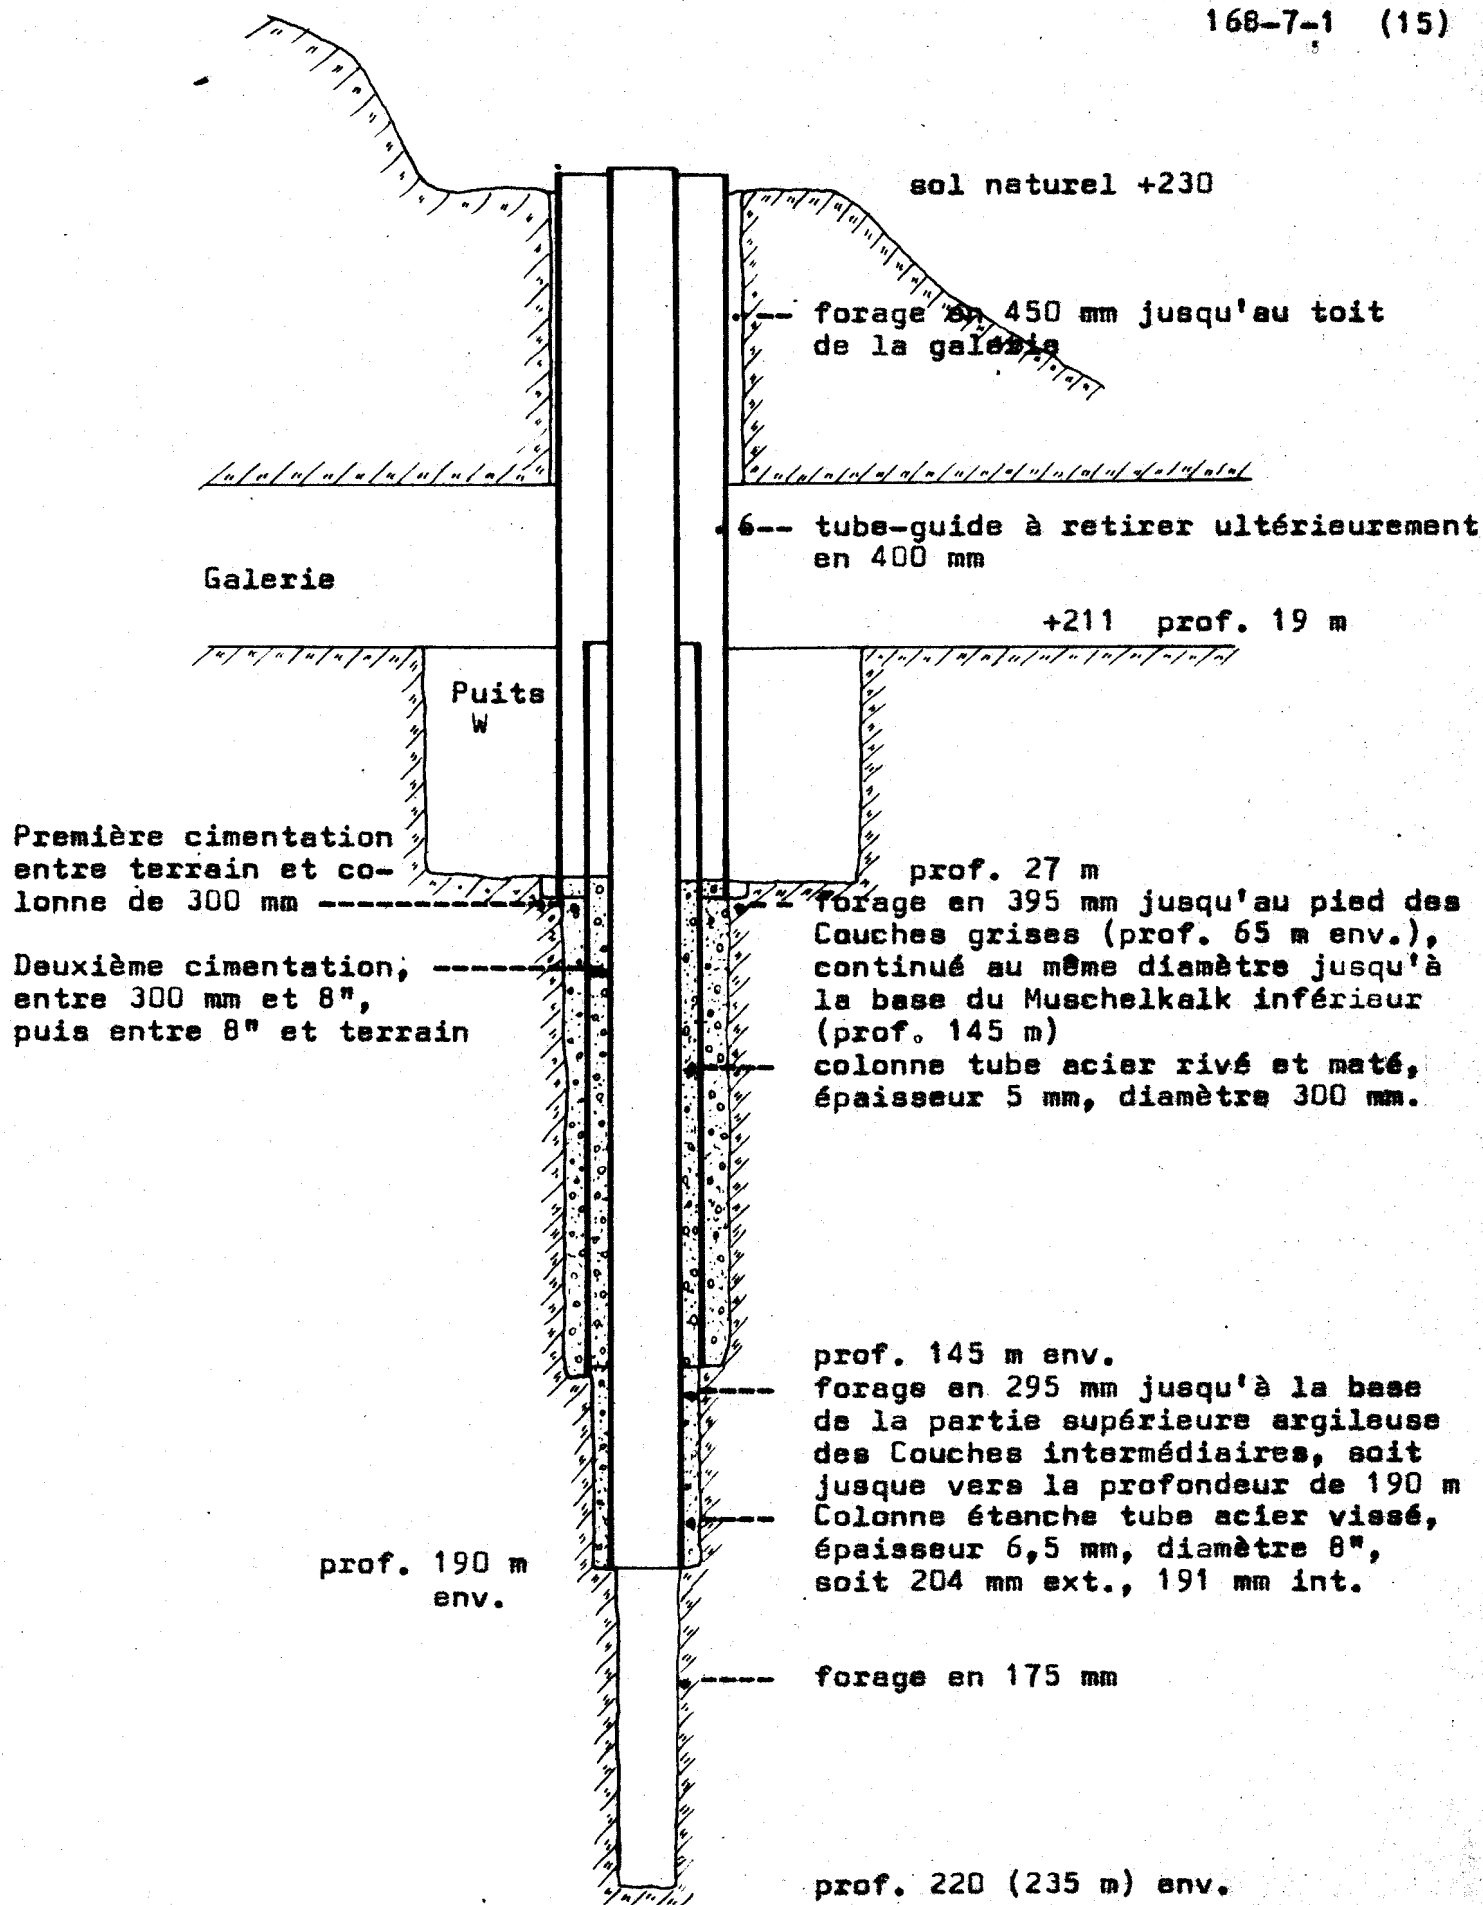 168-7-1 (15)
sol naturel +230
forage en 450 mm jusqu'au toit
de la galerie
tube-guide à retirer ultérieurement
en 400 mm
Galerie
+211 prof. 19 m
Puits
W
Première cimentation
entre terrain et co-
lonne de 300 mm
Deuxième cimentation,
entre 300 mm et 8",
puis entre 8" et terrain
prof. 27 m
forage en 395 mm jusqu'au pied des
Couches grises (prof. 65 m env.),
continué au même diamètre jusqu'à
la base du Muschelkalk inférieur
(prof. 145 m)
colonne tube acier rivé et maté,
épaisseur 5 mm, diamètre 300 mm.
prof. 145 m env.
forage en 295 mm jusqu'à la base
de la partie supérieure argileuse
des Couches intermédiaires, soit
jusque vers la profondeur de 190 m
Colonne étanche tube acier vissé,
épaisseur 6,5 mm, diamètre 8",
soit 204 mm ext., 191 mm int.
prof. 190 m
env.
forage en 175 mm
prof. 220 (235 m) env.